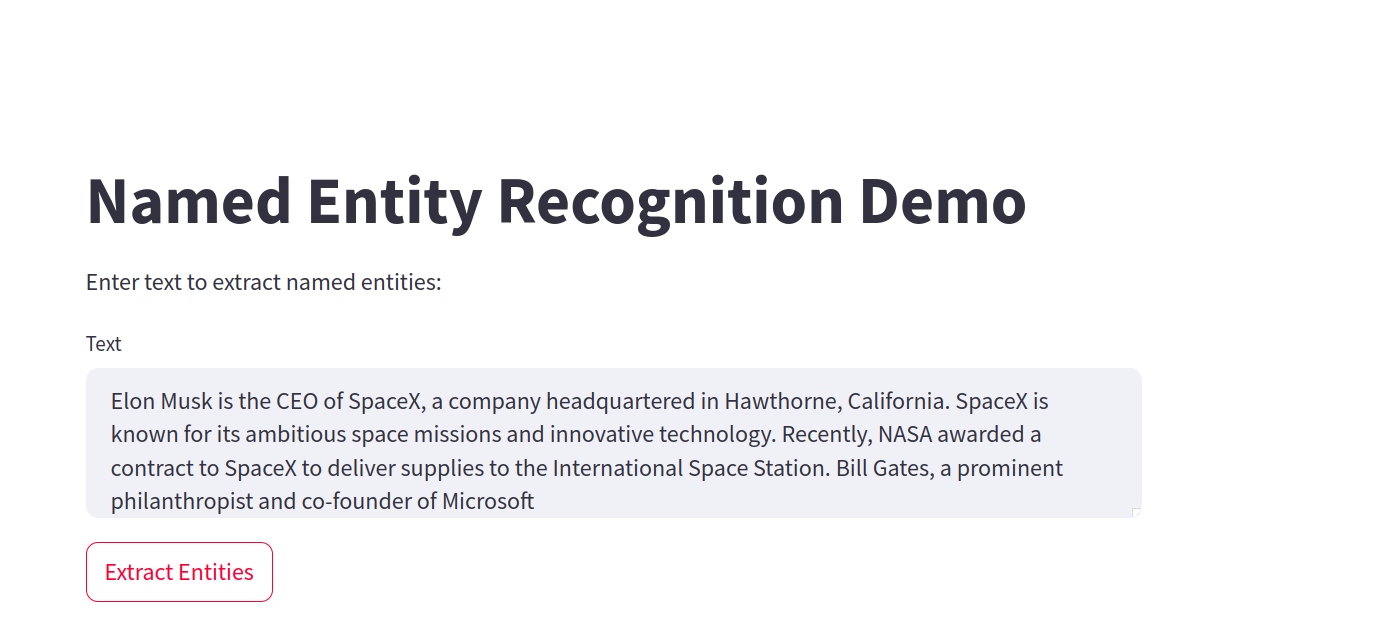 Named Entity Recognition Demo
Enter text to extract named entities:
Text
Elon Musk is the CEO of SpaceX, a company headquartered in Hawthorne, California. SpaceX is
known for its ambitious space missions and innovative technology. Recently, NASA awarded a
contract to SpaceX to deliver supplies to the International Space Station. Bill Gates, a prominent
philanthropist and co-founder of Microsoft
Extract Entities